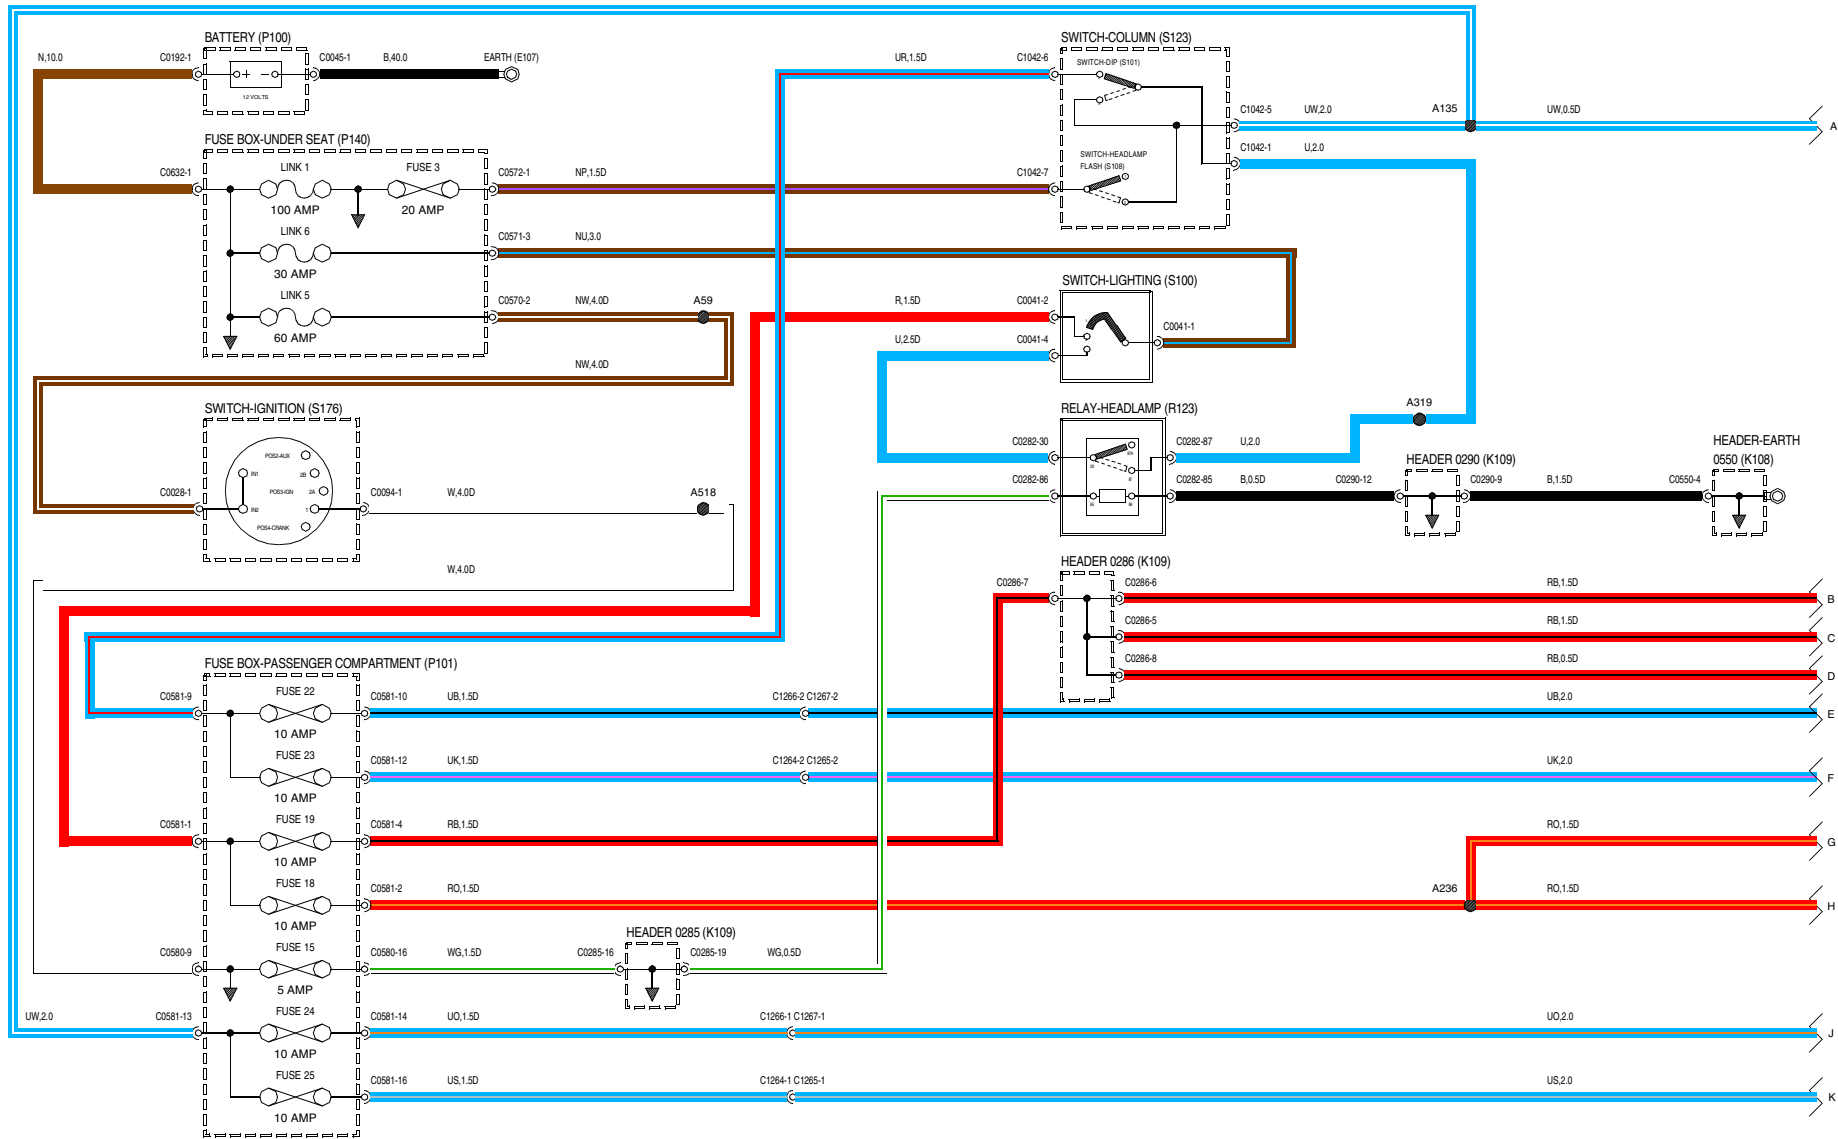 BATTERY (P100)
N,10.0
C0192-1
+ -
12 VOLTS
C0045-1
B,40.0
EARTH (E107)
FUSE BOX-UNDER SEAT (P140)
C0632-1
LINK 1
100 AMP
FUSE 3
20 AMP
C0572-1
NP,1.5D
LINK 6
30 AMP
C0571-3
NU,3.0
LINK 5
60 AMP
C0570-2
NW,4.0D
A59
NW,4.0D
SWITCH-IGNITION (S176)
POS2-AUX
IN1
2B
POS3-IGN
2A
IN2
1
POS4-CRANK
C0028-1
C0094-1
W,4.0D
A518
W,4.0D
SWITCH-COLUMN (S123)
UR,1.5D
C1042-6
SWITCH-DIP (S101)
C1042-5
UW,2.0
A135
UW,0.5D
A
C1042-1
U,2.0
SWITCH-HEADLAMP
FLASH (S108)
C1042-7
SWITCH-LIGHTING (S100)
R,1.5D
C0041-2
C0041-1
U,2.5D
C0041-4
RELAY-HEADLAMP (R123)
A319
C0282-30
C0282-87
U,2.0
C0282-86
C0282-85
B,0.5D
C0290-12
HEADER 0290 (K109)
C0290-9
B,1.5D
C0550-4
HEADER-EARTH
0550 (K108)
HEADER 0286 (K109)
C0286-7
C0286-6
RB,1.5D
B
C0286-5
RB,1.5D
C
C0286-8
RB,0.5D
D
FUSE BOX-PASSENGER COMPARTMENT (P101)
C0581-9
FUSE 22
10 AMP
C0581-10
UB,1.5D
C1266-2 C1267-2
UB,2.0
E
FUSE 23
10 AMP
C0581-12
UK,1.5D
C1264-2 C1265-2
UK,2.0
F
C0581-1
FUSE 19
10 AMP
C0581-4
RB,1.5D
RO,1.5D
G
FUSE 18
10 AMP
C0581-2
RO,1.5D
A236
RO,1.5D
H
C0580-9
FUSE 15
5 AMP
C0580-16
WG,1.5D
HEADER 0285 (K109)
C0285-16
C0285-19
WG,0.5D
UW,2.0
C0581-13
FUSE 24
10 AMP
C0581-14
UO,1.5D
C1266-1 C1267-1
UO,2.0
J
FUSE 25
10 AMP
C0581-16
US,1.5D
C1264-1 C1265-1
US,2.0
K